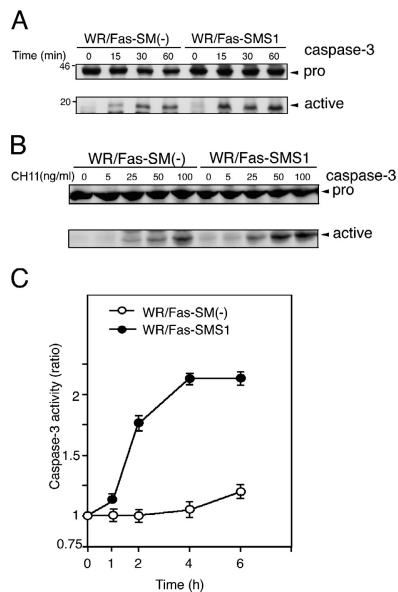 A
WR/Fas-SM(-) WR/Fas-SMS1
Time (min) 0 15 30 60 0 15 30 60 caspase-3
46 pro
20 active
B
WR/Fas-SM(-) WR/Fas-SMS1
CH11(ng/ml) 0 5 25 50 100 0 5 25 50 100 caspase-3
pro
active
C
WR/Fas-SM(-)
WR/Fas-SMS1
Caspase-3 activity (ratio)
2
1.5
1
0.75
0 1 2 4 6
Time (h)